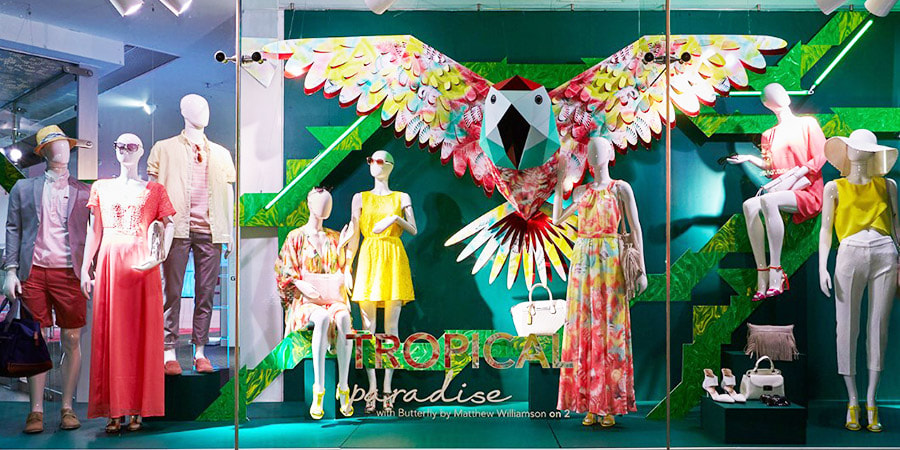 TROPICAL
paradise
with Butterfly by Matthew Williamson on 2